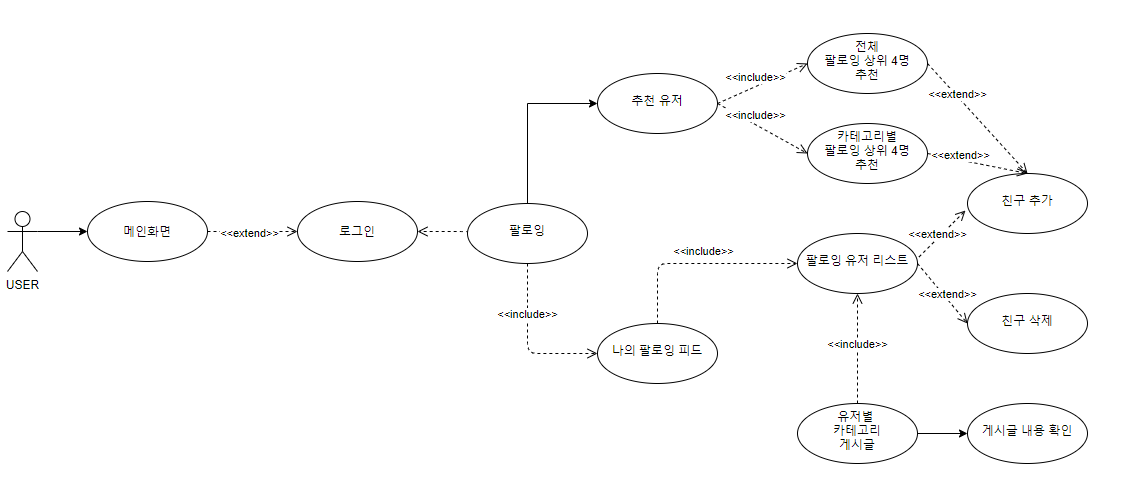 전체
팔로잉 상위 4명
추천
<<include>>
<<extend>>
추천 유저
<<include>>
카테고리별
팔로잉 상위 4명
추천
<<extend>>
친구 추가
메인화면
<<extend>>
로그인
팔로잉
<<extend>>
<<include>>
팔로잉 유저 리스트
USER
<<extend>>
<<include>>
친구 삭제
나의 팔로잉 피드
<<include>>
유저별
카테고리
게시글
게시글 내용 확인